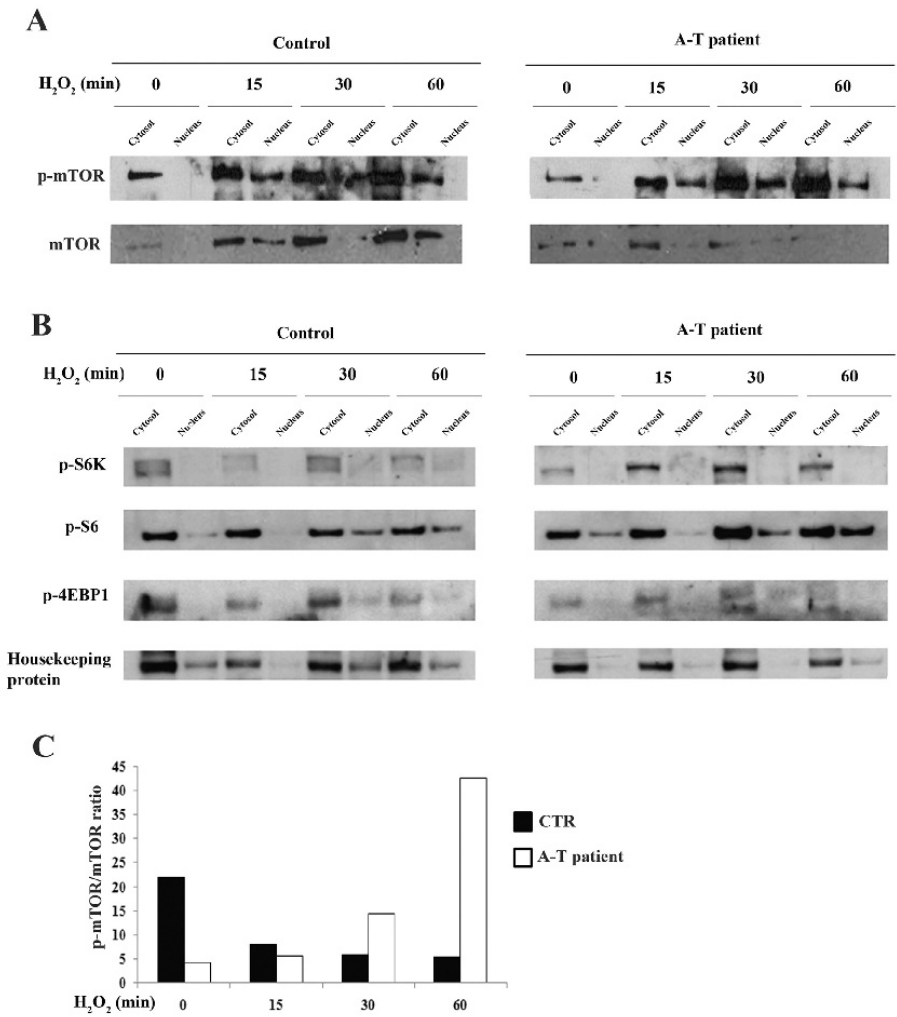 A
Control A-T patient
H₂O₂ (min) 0 15 30 60 0 15 30 60
Cytosol Nucleus Cytosol Nucleus Cytosol Nucleus Cytosol Nucleus Cytosol Nucleus Cytosol Nucleus Cytosol Nucleus Cytosol Nucleus
p-mTOR
mTOR
B
Control A-T patient
H₂O₂ (min) 0 15 30 60 0 15 30 60
Cytosol Nucleus Cytosol Nucleus Cytosol Nucleus Cytosol Nucleus Cytosol Nucleus Cytosol Nucleus Cytosol Nucleus Cytosol Nucleus
p-S6K
p-S6
p-4EBP1
Housekeeping
protein
C
p-mTOR/mTOR ratio
45
40
35
30
25
20
15
10
5
0
CTR
A-T patient
H₂O₂ (min) 0 15 30 60